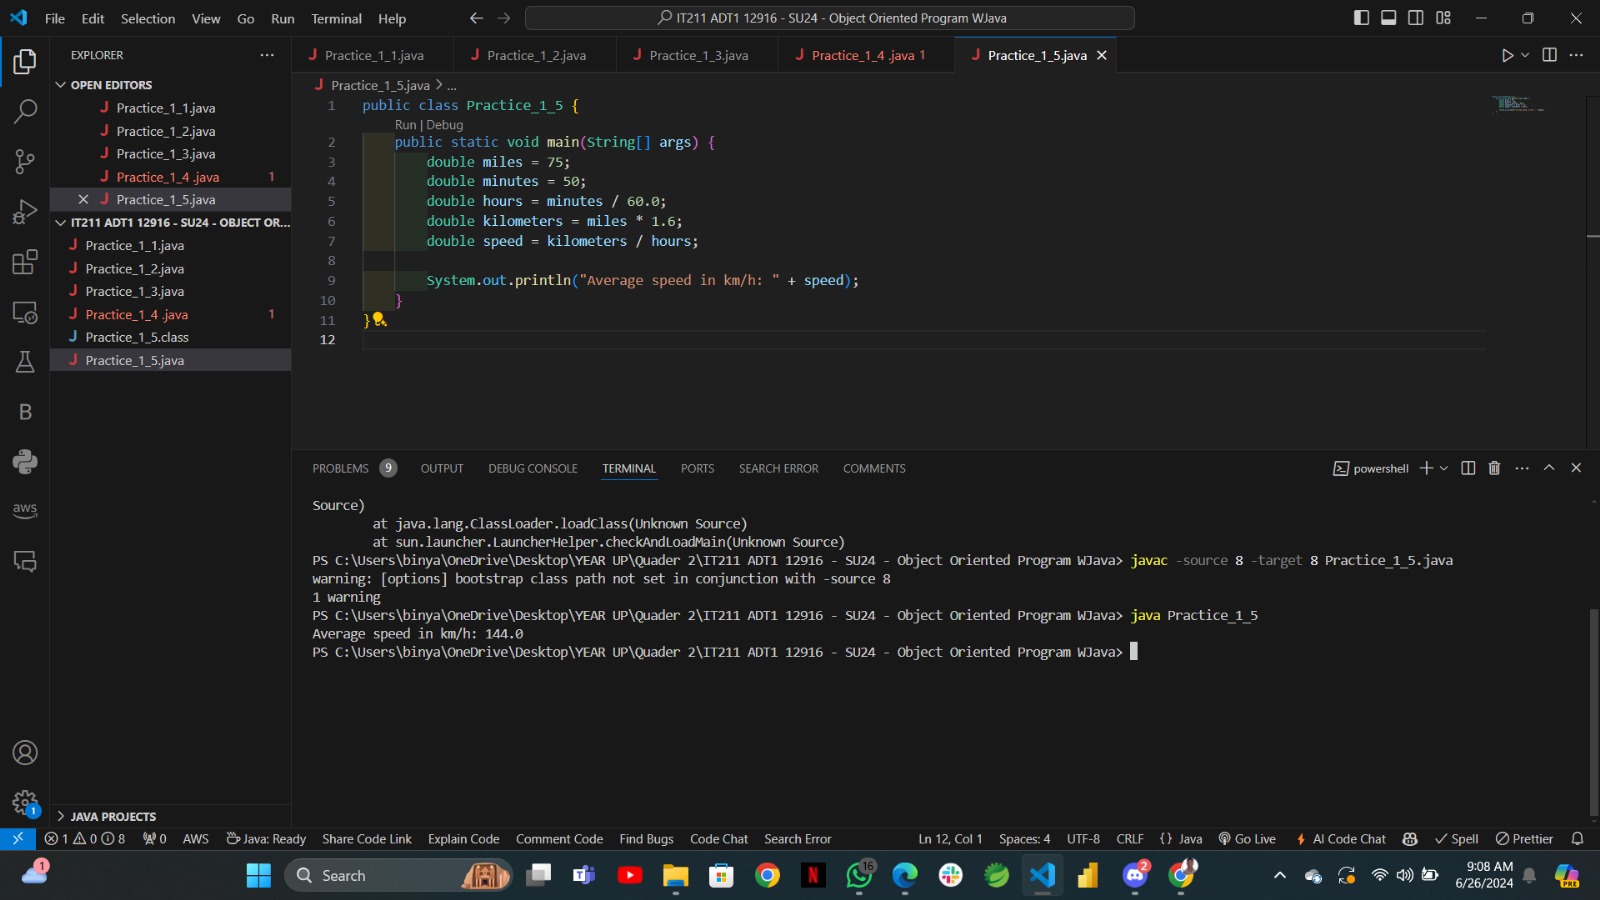 File Edit Selection View Go Run Terminal Help
IT211 ADT1 12916 - SU24 - Object Oriented Program WJava
EXPLORER
OPEN EDITORS
Practice_1_1.java
Practice_1_2.java
Practice_1_3.java
Practice_1_4 .java 1
Practice_1_5.java
IT211 ADT1 12916 - SU24 - OBJECT OR...
Practice_1_1.java
Practice_1_2.java
Practice_1_3.java
Practice_1_4 .java 1
Practice_1_5.class
Practice_1_5.java
JAVA PROJECTS
B
aws
1
Practice_1_1.java Practice_1_2.java Practice_1_3.java Practice_1_4 .java 1 Practice_1_5.java
Practice_1_5.java > ...
1 public class Practice_1_5 {
Run | Debug
2 public static void main(String[] args) {
3 double miles = 75;
4 double minutes = 50;
5 double hours = minutes / 60.0;
6 double kilometers = miles * 1.6;
7 double speed = kilometers / hours;
8
9 System.out.println("Average speed in km/h: " + speed);
10 }
11 }
12
PROBLEMS 9 OUTPUT DEBUG CONSOLE TERMINAL PORTS SEARCH ERROR COMMENTS
powershell
Source)
at java.lang.ClassLoader.loadClass(Unknown Source)
at sun.launcher.LauncherHelper.checkAndLoadMain(Unknown Source)
PS C:\Users\binya\OneDrive\Desktop\YEAR UP\Quader 2\IT211 ADT1 12916 - SU24 - Object Oriented Program WJava> javac -source 8 -target 8 Practice_1_5.java
warning: [options] bootstrap class path not set in conjunction with -source 8
1 warning
PS C:\Users\binya\OneDrive\Desktop\YEAR UP\Quader 2\IT211 ADT1 12916 - SU24 - Object Oriented Program WJava> java Practice_1_5
Average speed in km/h: 144.0
PS C:\Users\binya\OneDrive\Desktop\YEAR UP\Quader 2\IT211 ADT1 12916 - SU24 - Object Oriented Program WJava>
1 0 8 0 AWS Java: Ready Share Code Link Explain Code Comment Code Find Bugs Code Chat Search Error Ln 12, Col 1 Spaces: 4 UTF-8 CRLF {} Java Go Live AI Code Chat Spell Prettier
1 Search 16 2 9:08 AM
6/26/2024
PRE